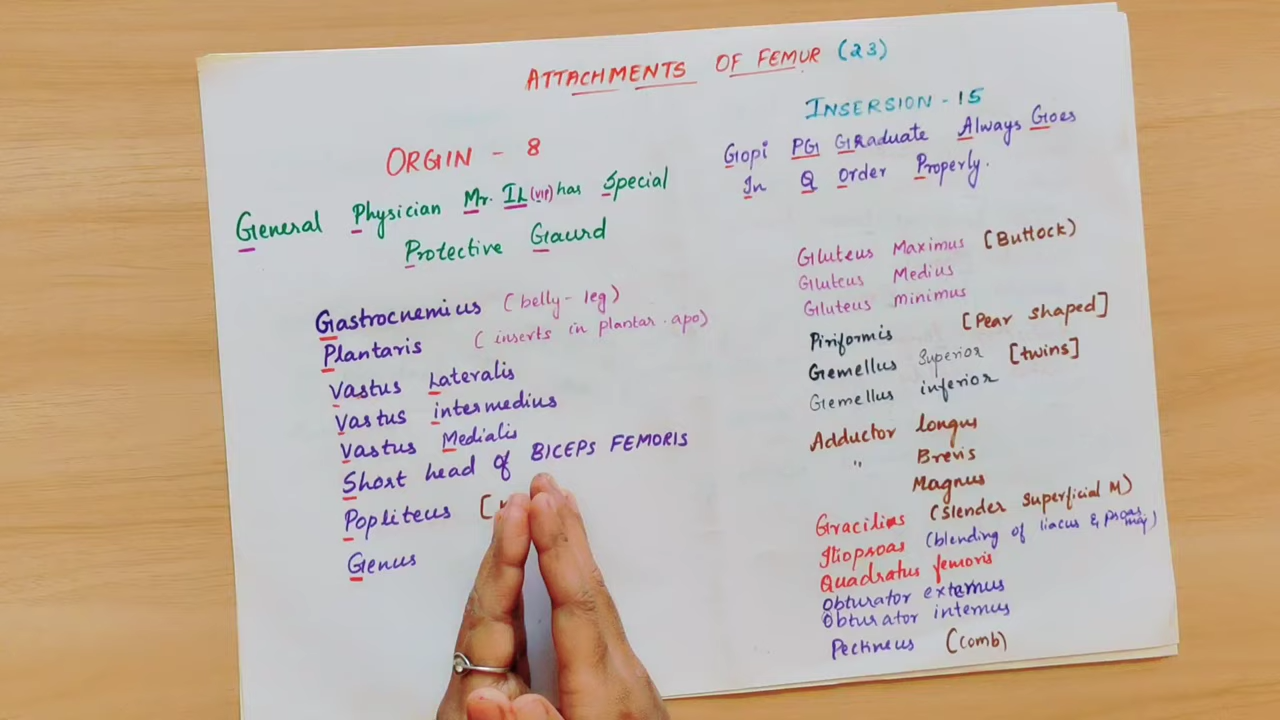 ATTACHMENTS OF FEMUR (23)
ORGIN - 8
General Physician Mr. IL (VIP) has Special
Protective Gaurd
Gastrocnemius (belly-leg)
Plantaris (inserts in plantar. apo)
Vastus Lateralis
Vastus intermedius
Vastus Medialis
Short head of BICEPS FEMORIS
Popliteus [
Genus
INSERSION - 15
Gopi PG GRaduate Always Goes
In Q Order Properly.
Gluteus Maximus [Buttock)
Gluteus Medius
Gluteus minimus
Piriformis [Pear shaped]
Gemellus Superior [twins]
Gemellus inferior
Adductor longus
" Brevis
Magnus
Gracilis (Slender Superficial M)
Iliopsoas (blending of liacus & psoas maj)
Quadratus femoris
Obturator externus
Obturator internus
Pectineus (comb)